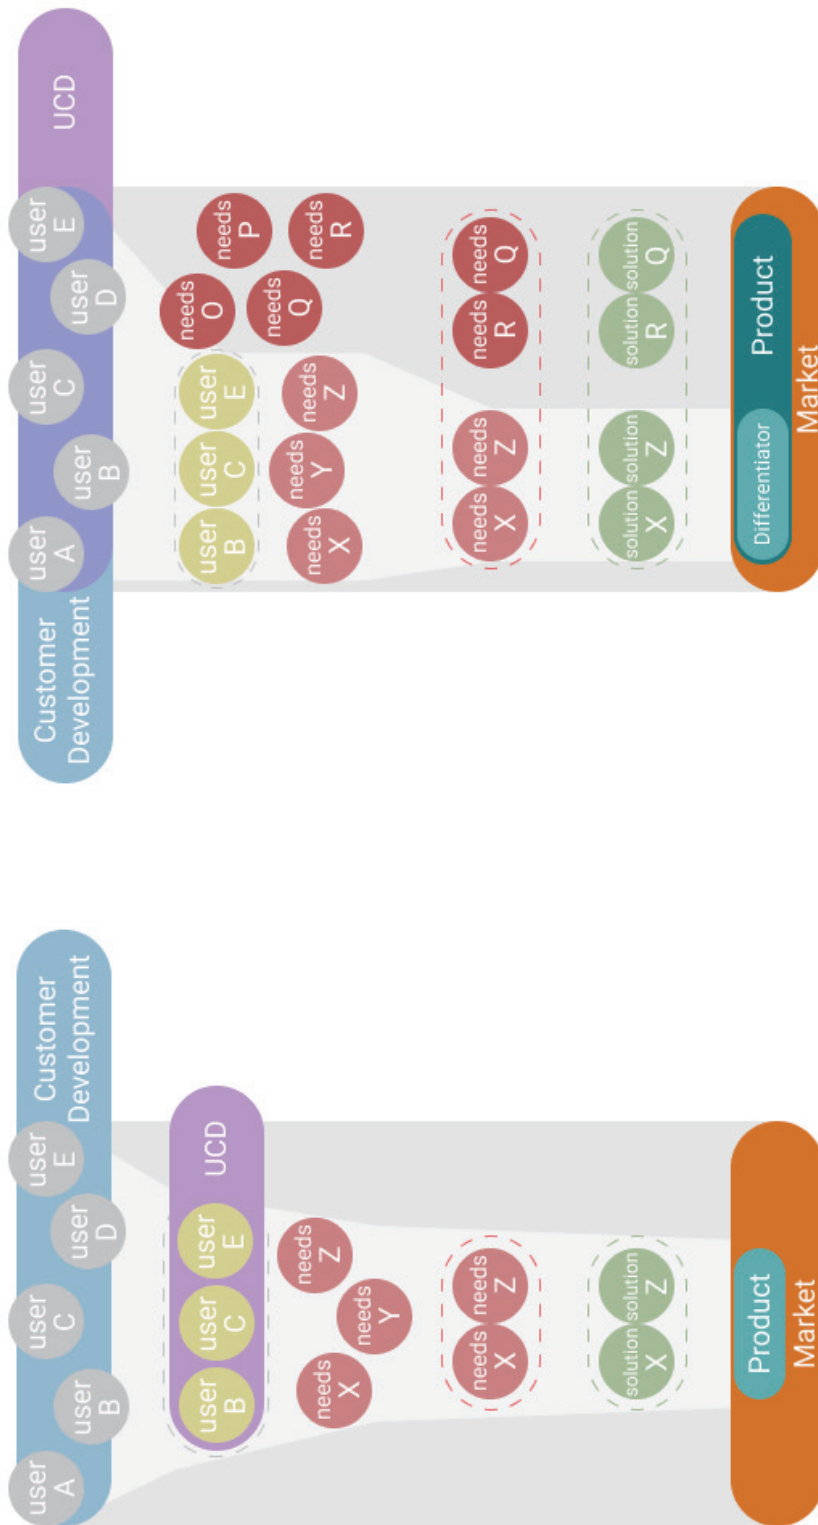 user
A
user
B
user
C
user
D
user
E
Customer
Development
user
B
user
C
user
E
UCD
needs
X
needs
Y
needs
Z
needs
X
needs
Z
solution
X
solution
Z
Product
Market
Customer
Development
user
A
user
B
user
C
user
D
user
E
UCD
user
B
user
C
user
E
needs
O
needs
P
needs
Q
needs
R
needs
X
needs
Y
needs
Z
needs
X
needs
Z
needs
R
needs
Q
solution
X
solution
Z
solution
R
solution
Q
Differentiator
Product
Market